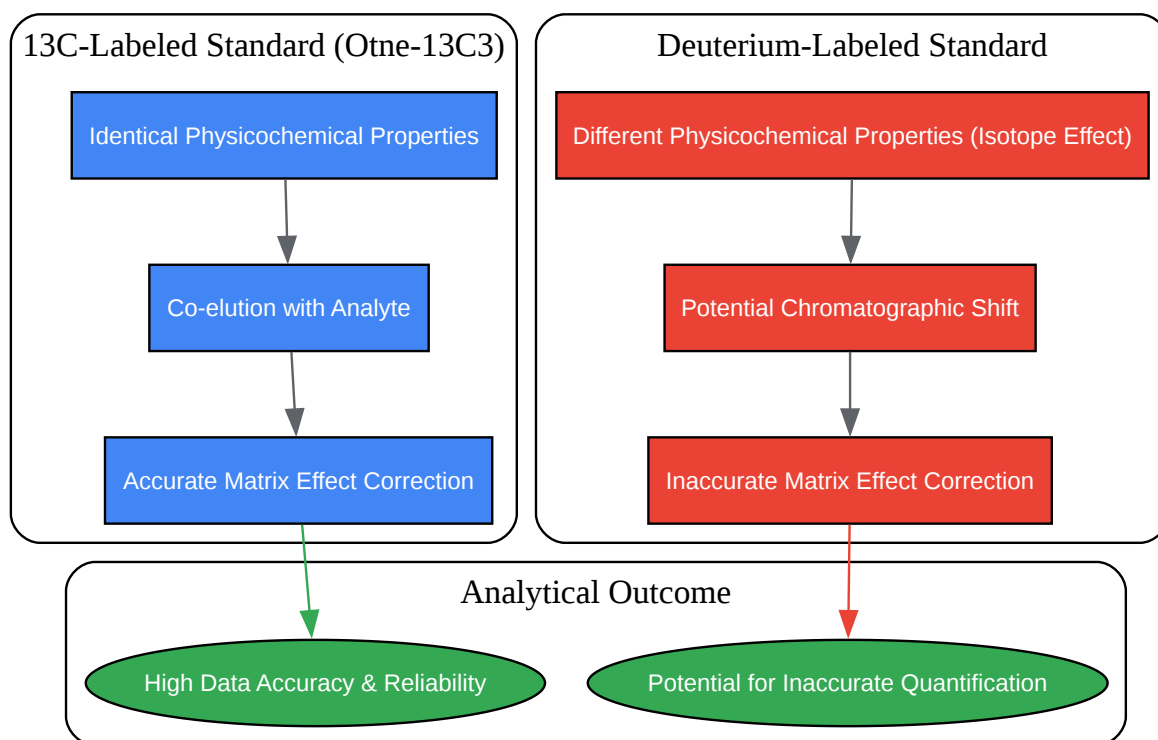 13C-Labeled Standard (Otne-13C3)
Identical Physicochemical Properties
Co-elution with Analyte
Accurate Matrix Effect Correction
Deuterium-Labeled Standard
Different Physicochemical Properties (Isotope Effect)
Potential Chromatographic Shift
Inaccurate Matrix Effect Correction
Analytical Outcome
High Data Accuracy & Reliability
Potential for Inaccurate Quantification